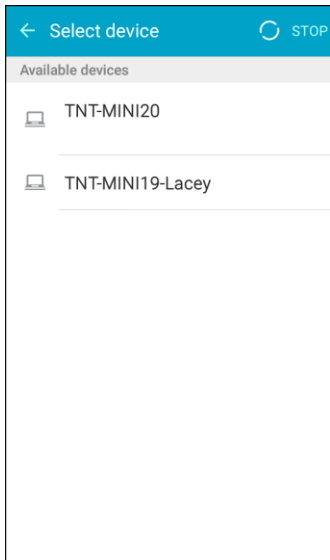 Select device
STOP
Available devices
TNT-MINI20
TNT-MINI19-Lacey